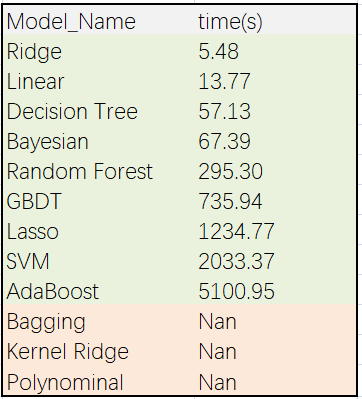 Model_Name time(s)
Ridge 5.48
Linear 13.77
Decision Tree 57.13
Bayesian 67.39
Random Forest 295.30
GBDT 735.94
Lasso 1234.77
SVM 2033.37
AdaBoost 5100.95
Bagging Nan
Kernel Ridge Nan
Polynominal Nan